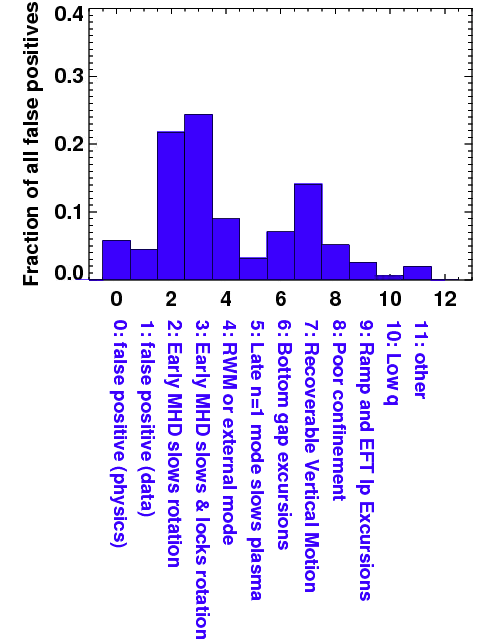 Fraction of all false positives
0.4
0.3
0.2
0.1
0.0
0 2 4 6 8 10 12
0: false positive (physics)
1: false positive (data)
2: Early MHD slows rotation
3: Early MHD slows & locks rotation
4: RWM or external mode
5: Late n=1 mode slows plasma
6: Bottom gap excursions
7: Recoverable Vertical Motion
8: Poor confinement
9: Ramp and EFT Ip Excursions
10: Low q
11: other